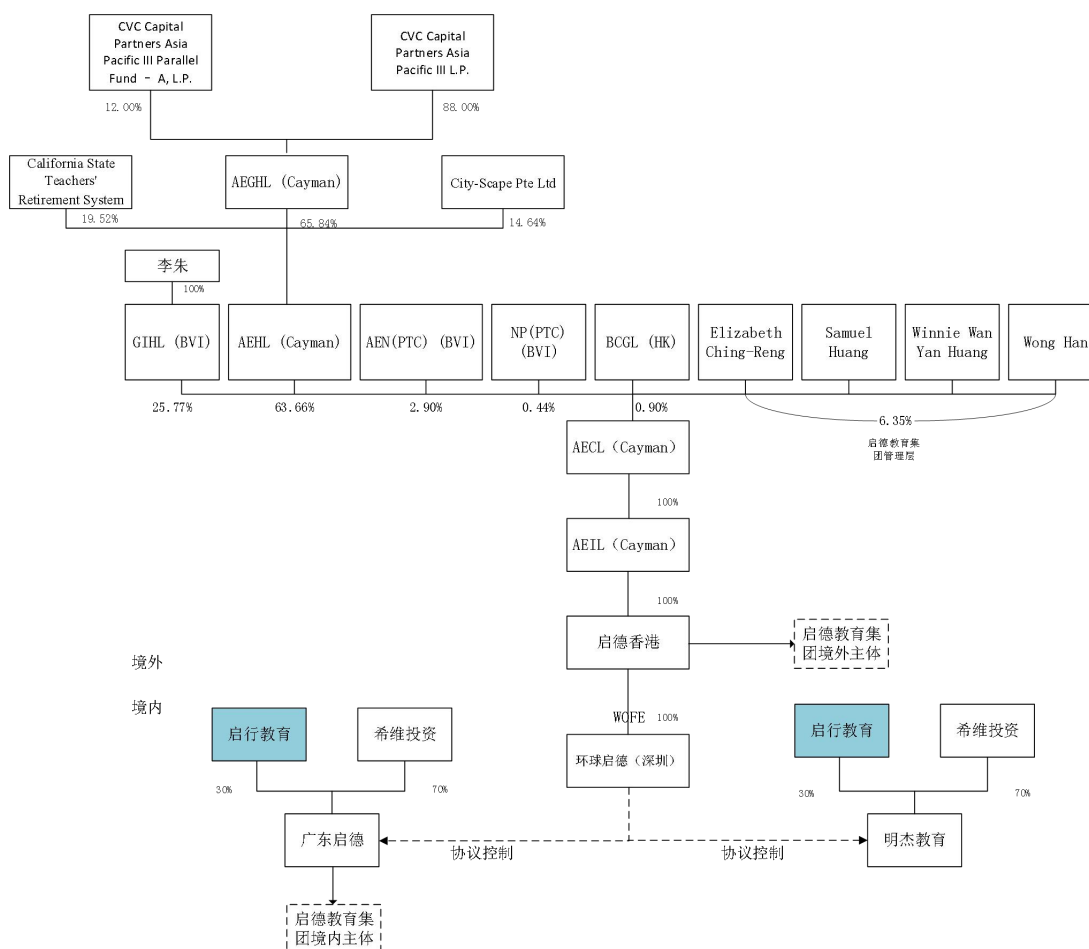 CVC Capital
Partners Asia
Pacific III Parallel
Fund - A, L.P.
CVC Capital
Partners Asia
Pacific III L.P.
12.00%
88.00%
California State
Teachers'
Retirement System
AEGHL (Cayman)
City-Scape Pte Ltd
19.52%
65.84%
14.64%
李朱
100%
GIHL (BVI)
AEHL (Cayman)
AEN(PTC) (BVI)
NP(PTC)
(BVI)
BCGL (HK)
Elizabeth
Ching-Reng
Samuel
Huang
Winnie Wan
Yan Huang
Wong Han
25.77%
63.66%
2.90%
0.44%
0.90%
6.35%
启德教育集
团管理层
AECL (Cayman)
100%
AEIL (Cayman)
100%
启德香港
启德教育集
团境外主体
境外
境内
WOFE 100%
启行教育
希维投资
环球启德（深圳）
启行教育
希维投资
30%
70%
30%
70%
广东启德
协议控制
协议控制
明杰教育
启德教育集
团境内主体